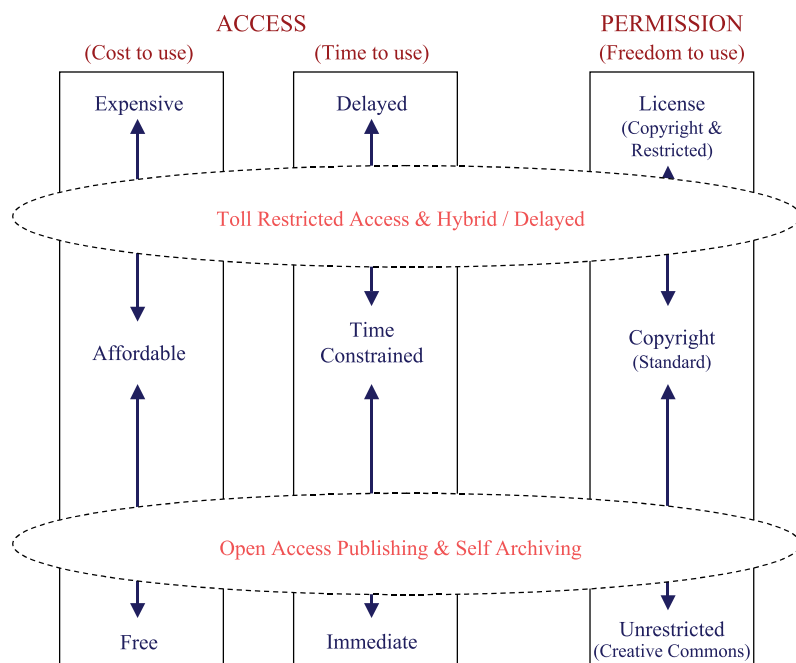 ACCESS
PERMISSION
(Cost to use)
(Time to use)
(Freedom to use)
Expensive
Delayed
License
(Copyright &
Restricted)
Toll Restricted Access & Hybrid / Delayed
Affordable
Time
Constrained
Copyright
(Standard)
Open Access Publishing & Self Archiving
Free
Immediate
Unrestricted
(Creative Commons)